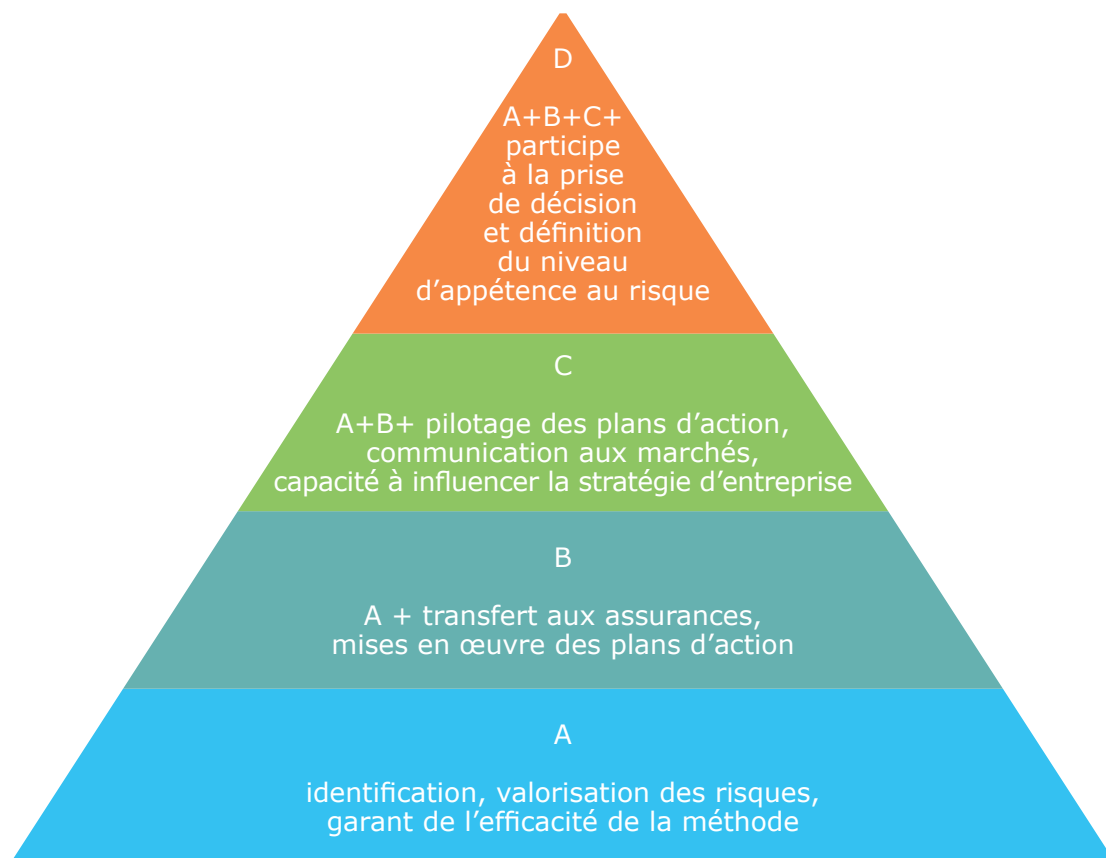 D
A+B+C+
participe
à la prise
de décision
et définition
du niveau
d’appétence au risque
C
A+B+ pilotage des plans d’action,
communication aux marchés,
capacité à influencer la stratégie d’entreprise
B
A + transfert aux assurances,
mises en œuvre des plans d’action
A
identification, valorisation des risques,
garant de l’efficacité de la méthode